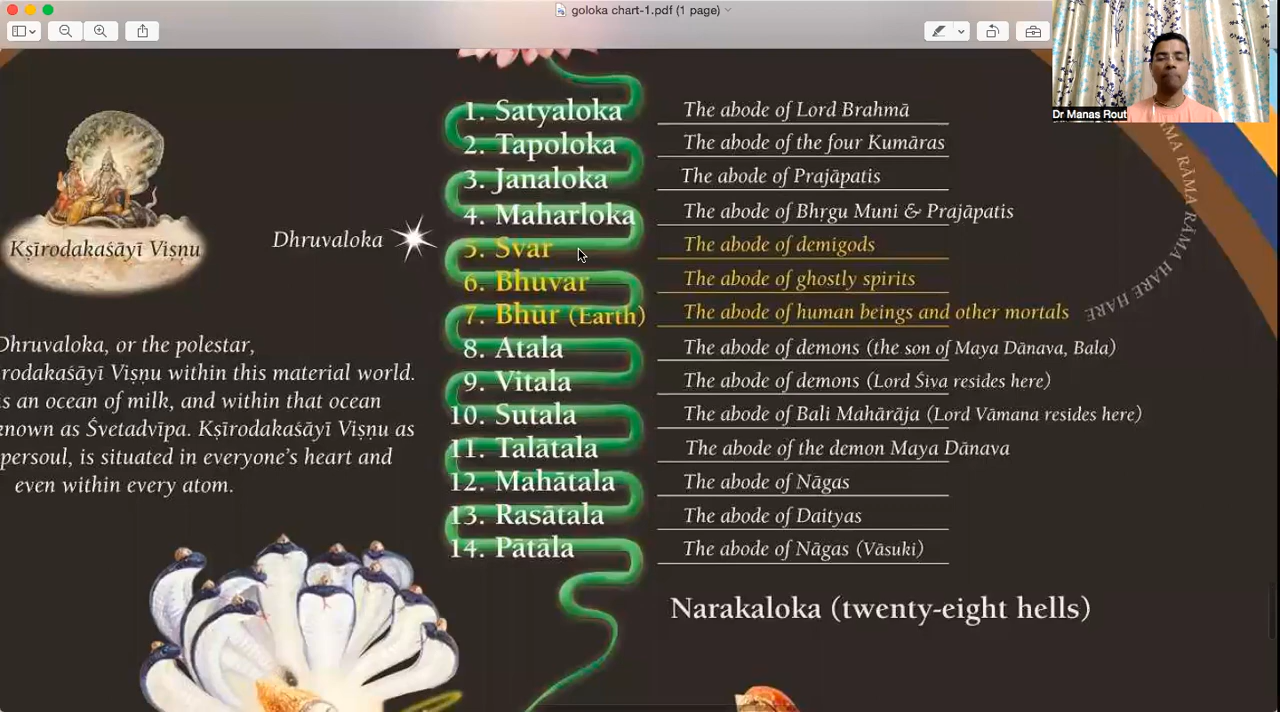 goloka chart-1.pdf (1 page)
Dr Manas Rout
1. Satyaloka The abode of Lord Brahmā
2. Tapoloka The abode of the four Kumāras
3. Janaloka The abode of Prajāpatis
4. Maharloka The abode of Bhṛgu Muni & Prajāpatis
5. Svar The abode of demigods
6. Bhuvar The abode of ghostly spirits
7. Bhūr (Earth) The abode of human beings and other mortals
8. Atala The abode of demons (the son of Maya Dānava, Bala)
9. Vitala The abode of demons (Lord Śiva resides here)
10. Sutala The abode of Bali Mahārāja (Lord Vāmana resides here)
11. Talātala The abode of the demon Maya Dānava
12. Mahātala The abode of Nāgas
13. Rasātala The abode of Daityas
14. Pātāla The abode of Nāgas (Vāsuki)
Narakaloka (twenty-eight hells)
Kṣīrodakaśāyī Viṣṇu
Dhruvaloka
Dhruvaloka, or the polestar,
rodakaśāyī Viṣṇu within this material world.
s an ocean of milk, and within that ocean
known as Śvetadvīpa. Kṣīrodakaśāyī Viṣṇu as
persoul, is situated in everyone's heart and
even within every atom.
MA RĀMA RĀMA HARE HARE